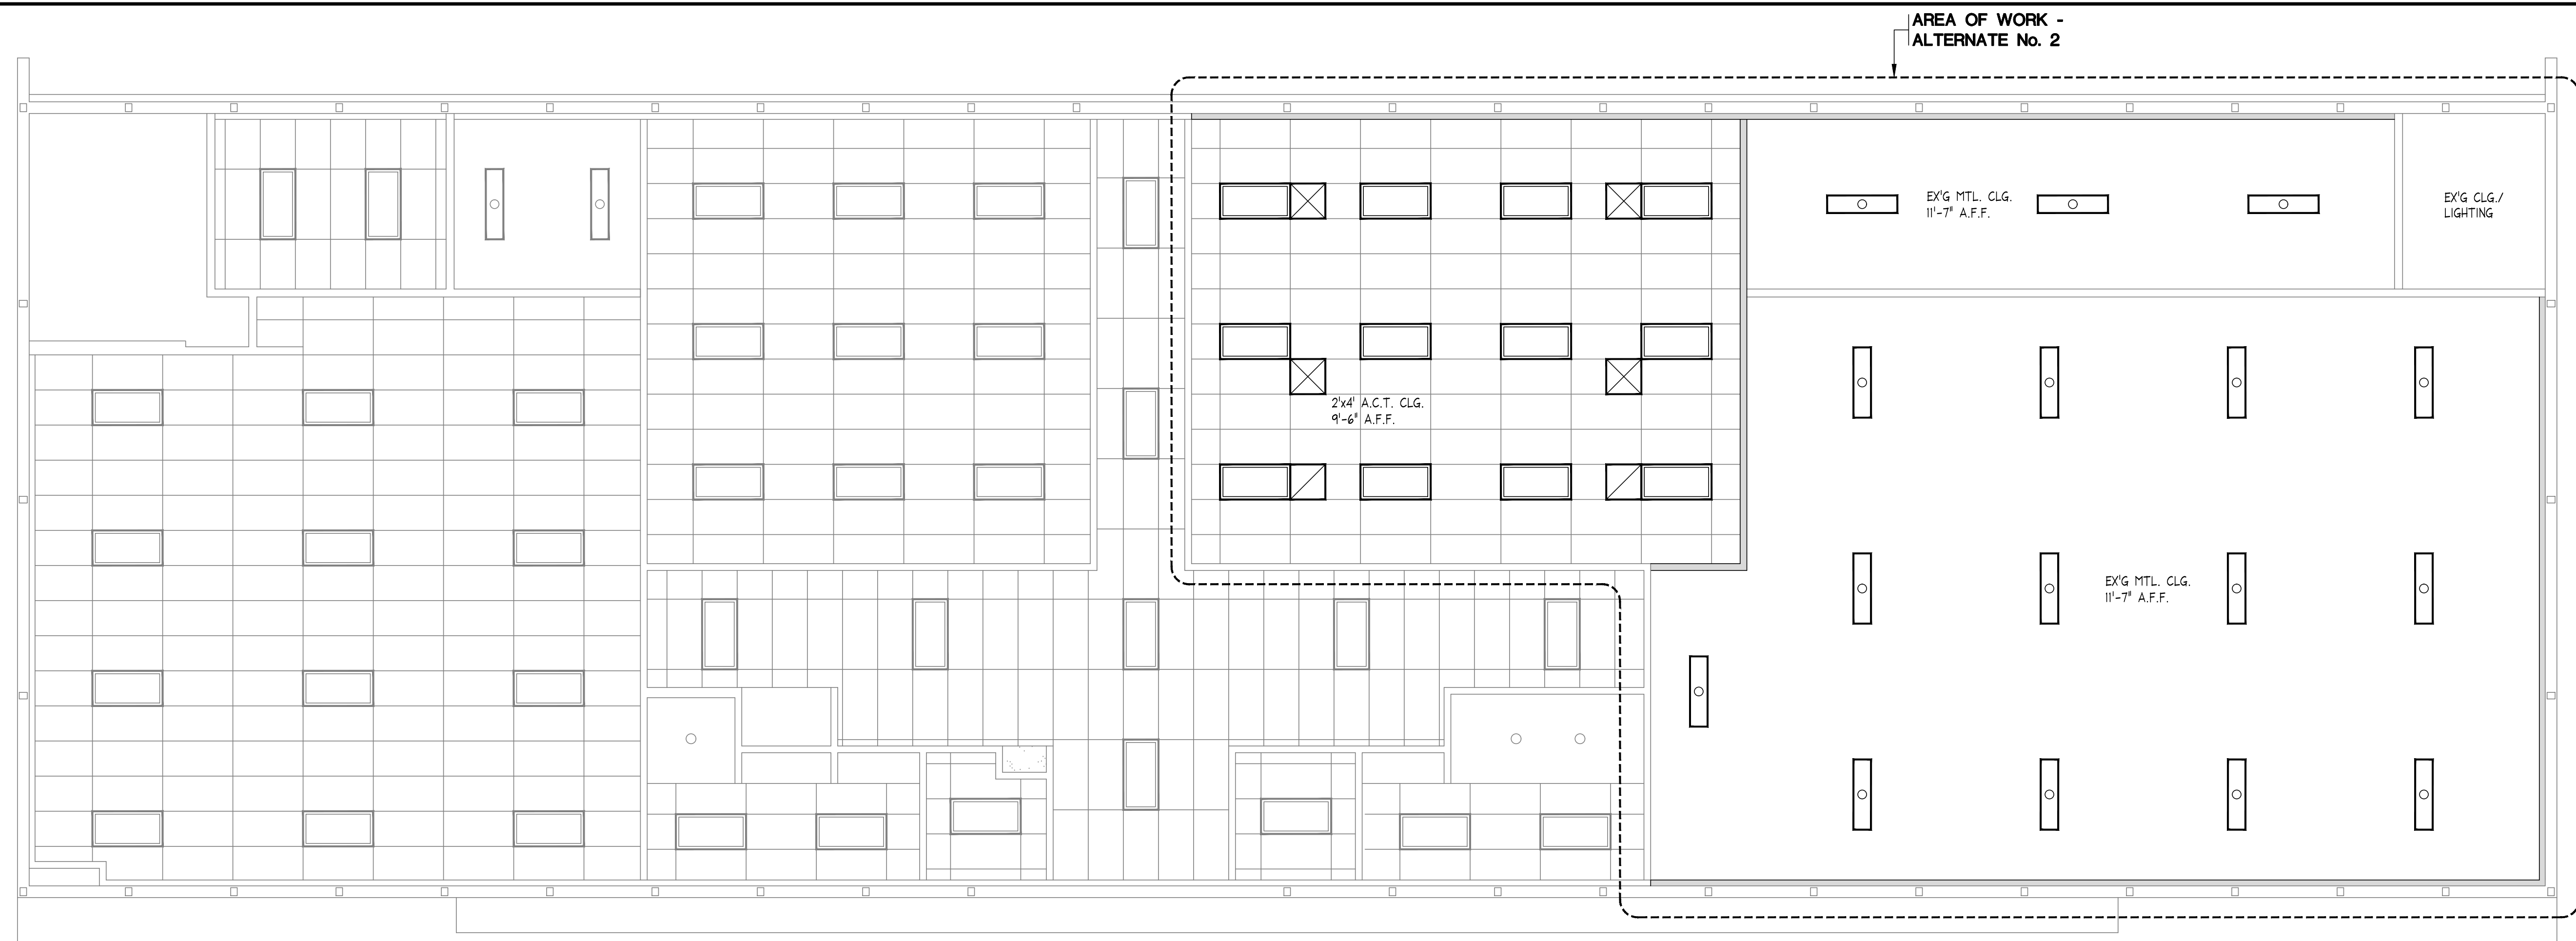 AREA OF WORK -
ALTERNATE No. 2
EX'G MTL. CLG.
11'-7" A.F.F.
EX'G CLG./
LIGHTING
2'x4' A.C.T. CLG.
9'-6" A.F.F.
EX'G MTL. CLG.
11'-7" A.F.F.